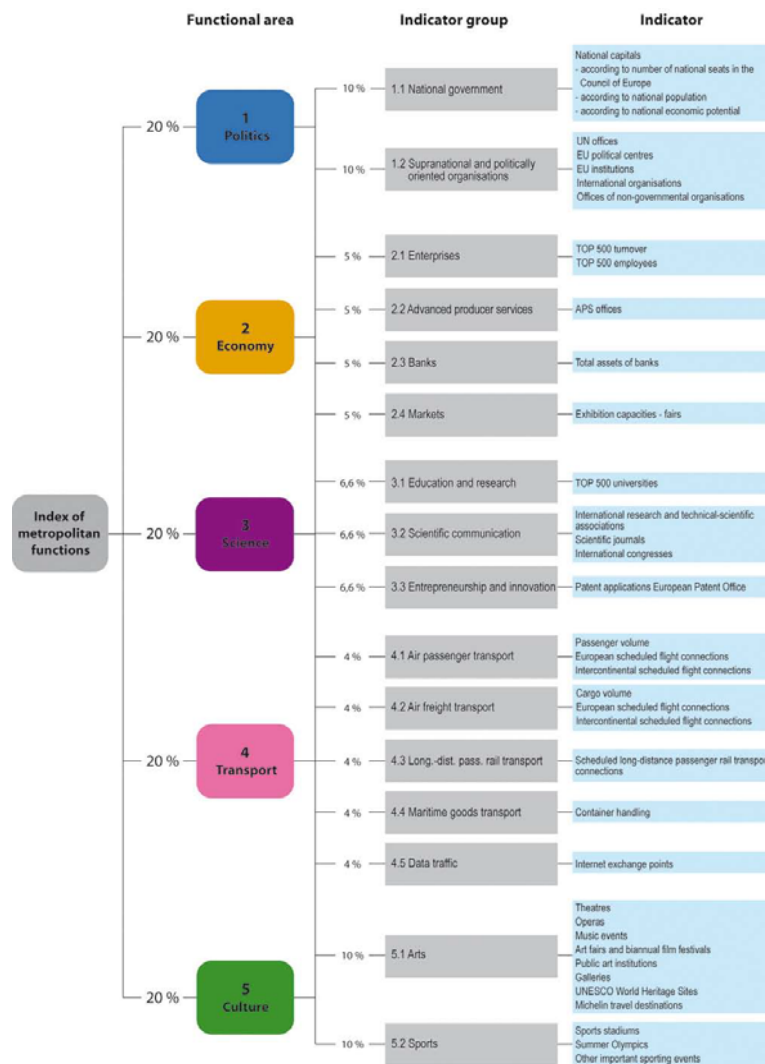 Functional area
Indicator group
Indicator
Index of
metropolitan
functions
20 %
1
Politics
10 %
1.1 National government
National capitals
- according to number of national seats in the
Council of Europe
- according to national population
- according to national economic potential
10 %
1.2 Supranational and politically
oriented organisations
UN offices
EU political centres
EU institutions
International organisations
Offices of non-governmental organisations
20 %
2
Economy
5 %
2.1 Enterprises
TOP 500 turnover
TOP 500 employees
5 %
2.2 Advanced producer services
APS offices
5 %
2.3 Banks
Total assets of banks
5 %
2.4 Markets
Exhibition capacities - fairs
20 %
3
Science
6,6 %
3.1 Education and research
TOP 500 universities
6,6 %
3.2 Scientific communication
International research and technical-scientific
associations
Scientific journals
International congresses
6,6 %
3.3 Entrepreneurship and innovation
Patent applications European Patent Office
20 %
4
Transport
4 %
4.1 Air passenger transport
Passenger volume
European scheduled flight connections
Intercontinental scheduled flight connections
4 %
4.2 Air freight transport
Cargo volume
European scheduled flight connections
Intercontinental scheduled flight connections
4 %
4.3 Long.-dist. pass. rail transport
Scheduled long-distance passenger rail transport
connections
4 %
4.4 Maritime goods transport
Container handling
4 %
4.5 Data traffic
Internet exchange points
20 %
5
Culture
10 %
5.1 Arts
Theatres
Operas
Music events
Art fairs and biannual film festivals
Public art institutions
Galleries
UNESCO World Heritage Sites
Michelin travel destinations
10 %
5.2 Sports
Sports stadiums
Summer Olympics
Other important sporting events